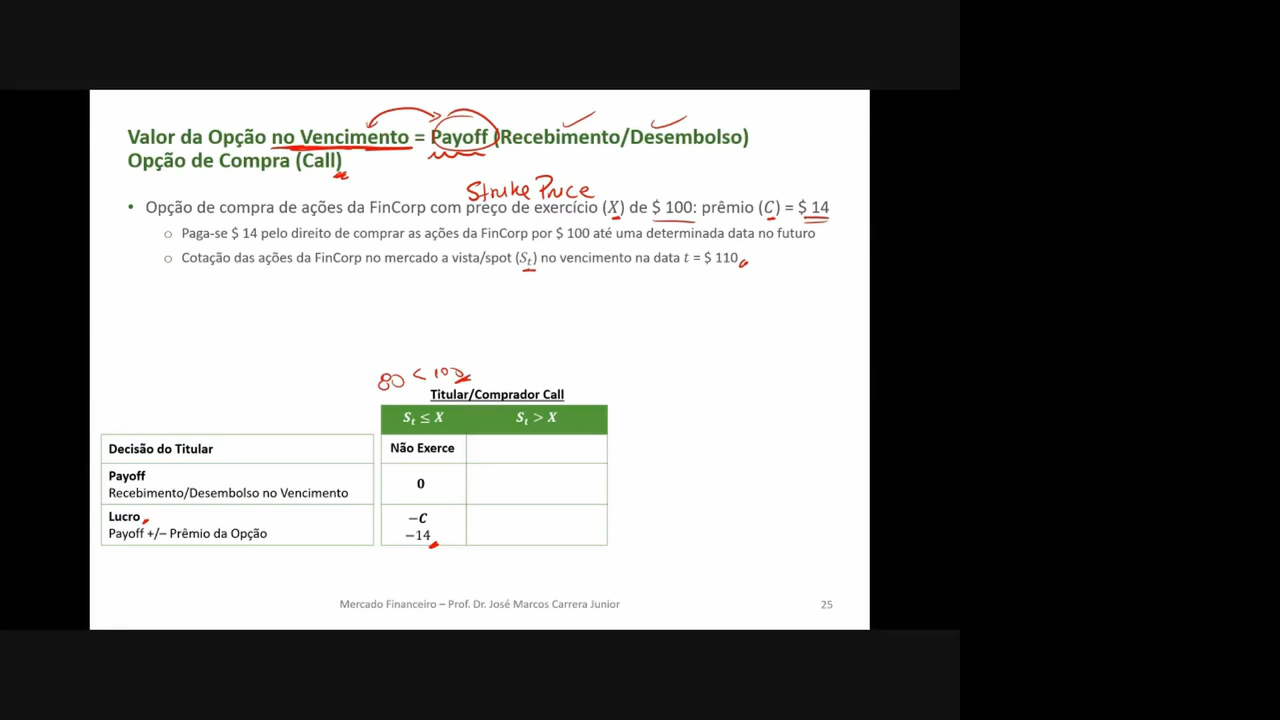 Valor da Opção no Vencimento = Payoff (Recebimento/Desembolso)
Opção de Compra (Call)
Strike Price
• Opção de compra de ações da FinCorp com preço de exercício (X) de $ 100: prêmio (C) = $ 14
o Paga-se $ 14 pelo direito de comprar as ações da FinCorp por $ 100 até uma determinada data no futuro
o Cotação das ações da FinCorp no mercado a vista/spot (Sₜ) no vencimento na data t = $ 110
80 < 100
Titular/Comprador Call
Sₜ ≤ X Sₜ > X
Decisão do Titular Não Exerce
Payoff
Recebimento/Desembolso no Vencimento 0
Lucro −C
Payoff +/− Prêmio da Opção −14
Mercado Financeiro – Prof. Dr. José Marcos Carrera Junior 25